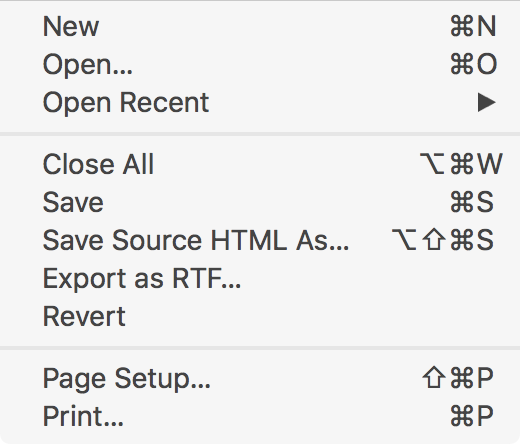 New ⌘N
Open... ⌘O
Open Recent ▶
Close All ⌥⌘W
Save ⌘S
Save Source HTML As... ⌥⇧⌘S
Export as RTF...
Revert
Page Setup... ⇧⌘P
Print... ⌘P